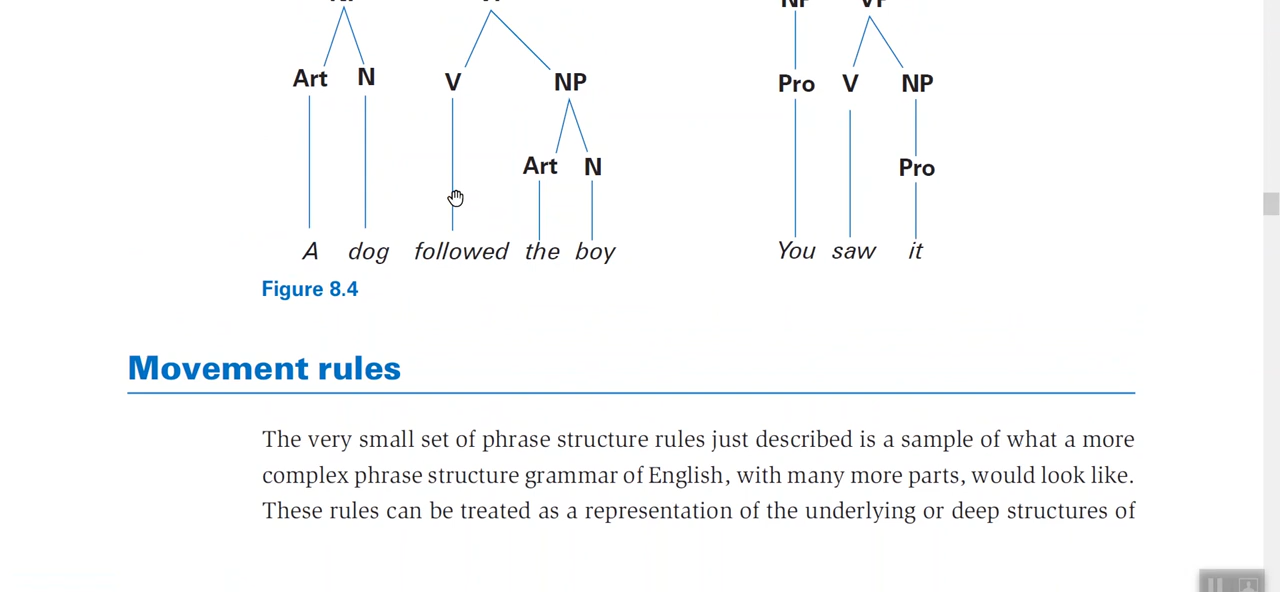 NP VP
Art N V NP Pro V NP
Art N Pro
A dog followed the boy You saw it
Figure 8.4
Movement rules
The very small set of phrase structure rules just described is a sample of what a more
complex phrase structure grammar of English, with many more parts, would look like.
These rules can be treated as a representation of the underlying or deep structures of